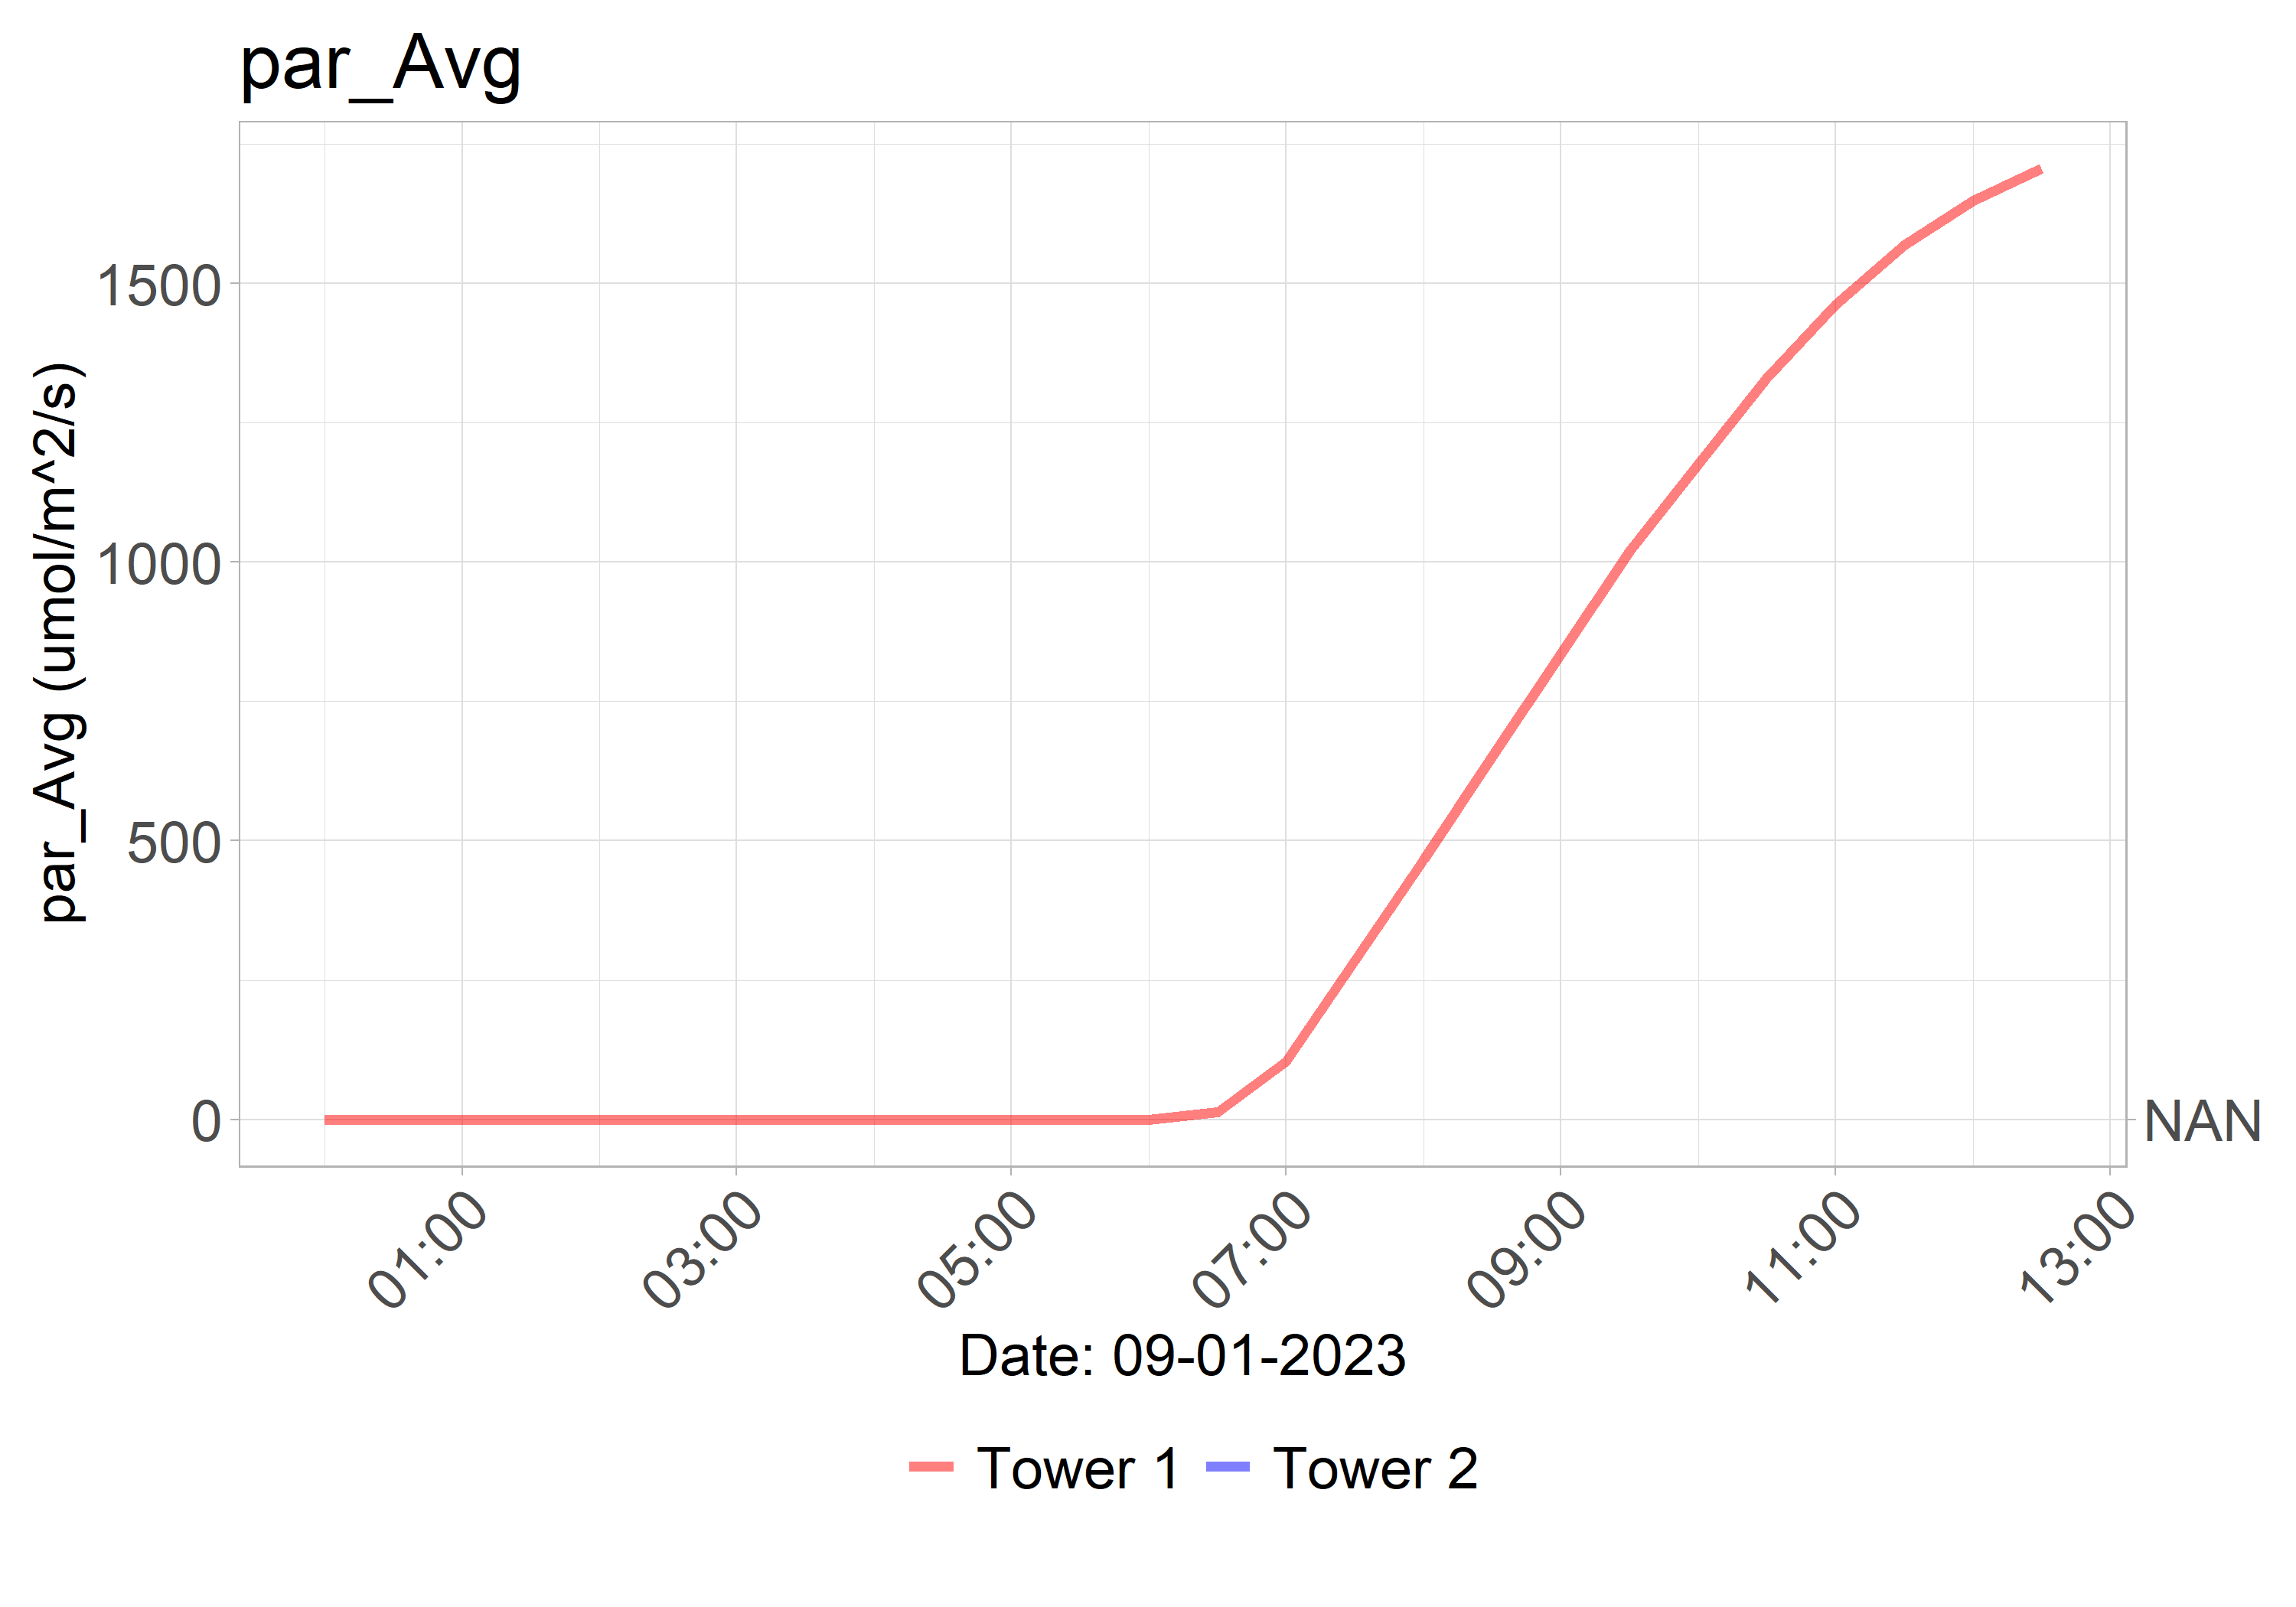 par_Avg
par_Avg (umol/m^2/s)
1500
1000
500
0
NAN
01:00
03:00
05:00
07:00
09:00
11:00
13:00
Date: 09-01-2023
Tower 1
Tower 2